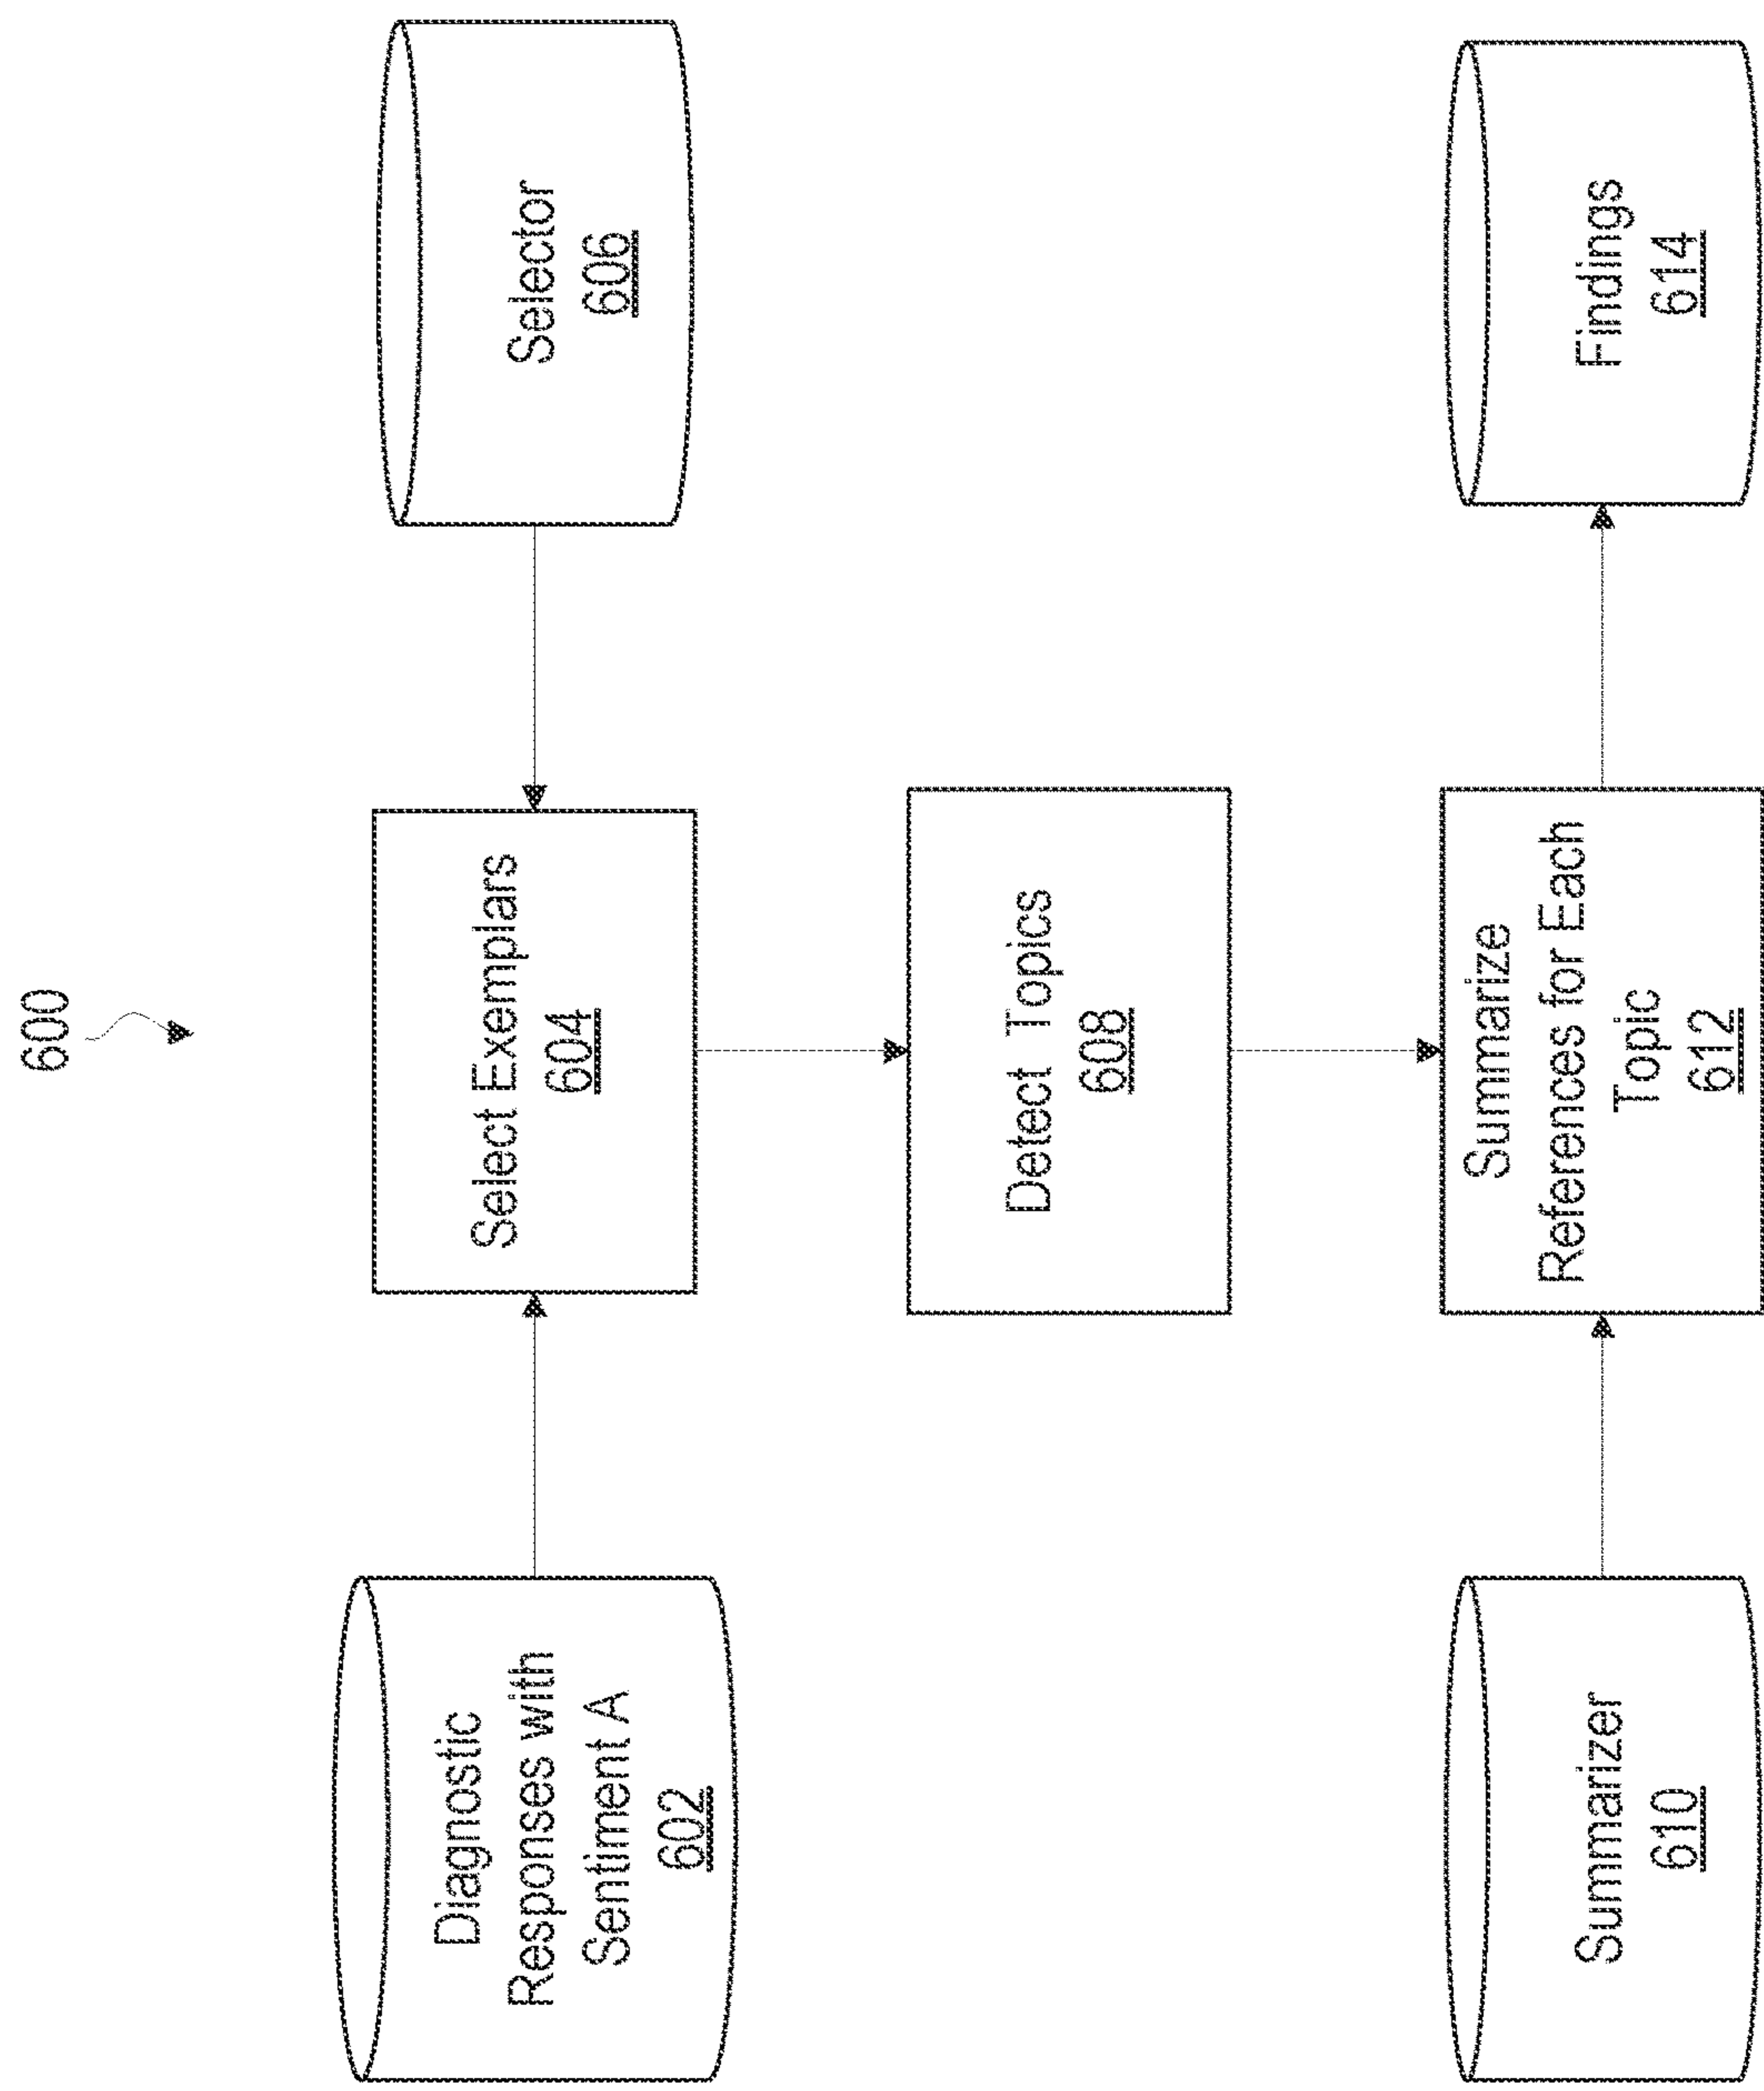 600
Diagnostic
Responses with
Sentiment A
602
Select Exemplars
604
Selector
606
Detect Topics
608
Summarizer
610
Summarize
References for Each
Topic
612
Findings
614